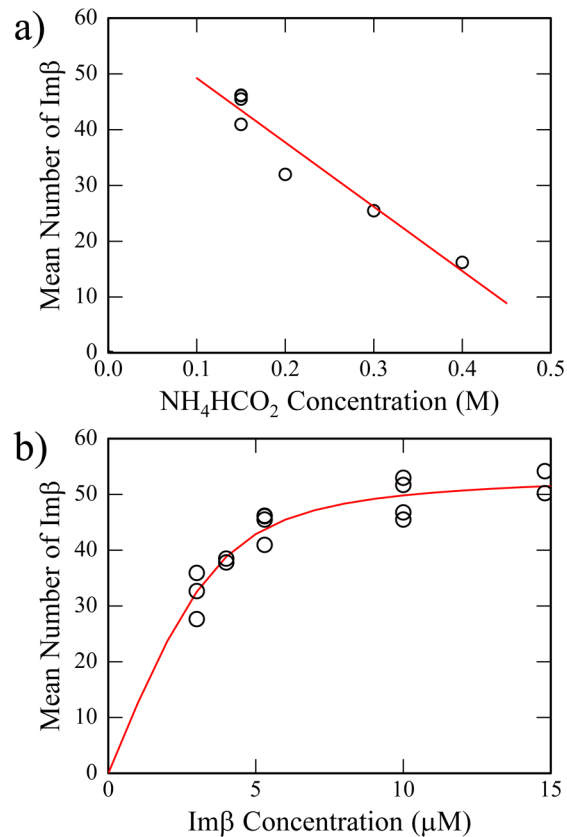 a)
60
50
40
30
20
10
0
Mean Number of Imβ
0.0 0.1 0.2 0.3 0.4 0.5
NH₄HCO₂ Concentration (M)
b)
60
50
40
30
20
10
0
Mean Number of Imβ
0 5 10 15
Imβ Concentration (μM)